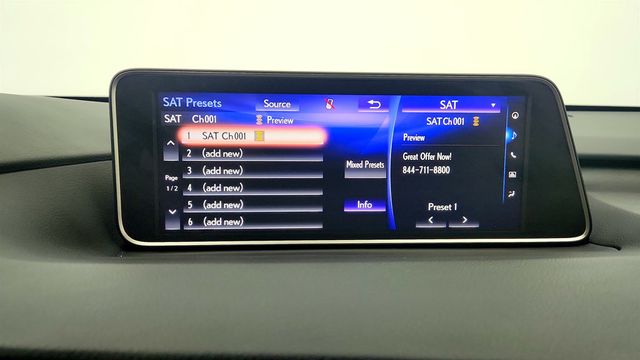 SAT Presets Source
SAT Ch001 Preview
1 SAT Ch001
2 (add new)
3 (add new)
4 (add new)
5 (add new)
6 (add new)
Page
1/2
Mixed Presets
Info
SAT
SAT Ch001
Preview
Great Offer Now!
844-711-8800
Preset 1